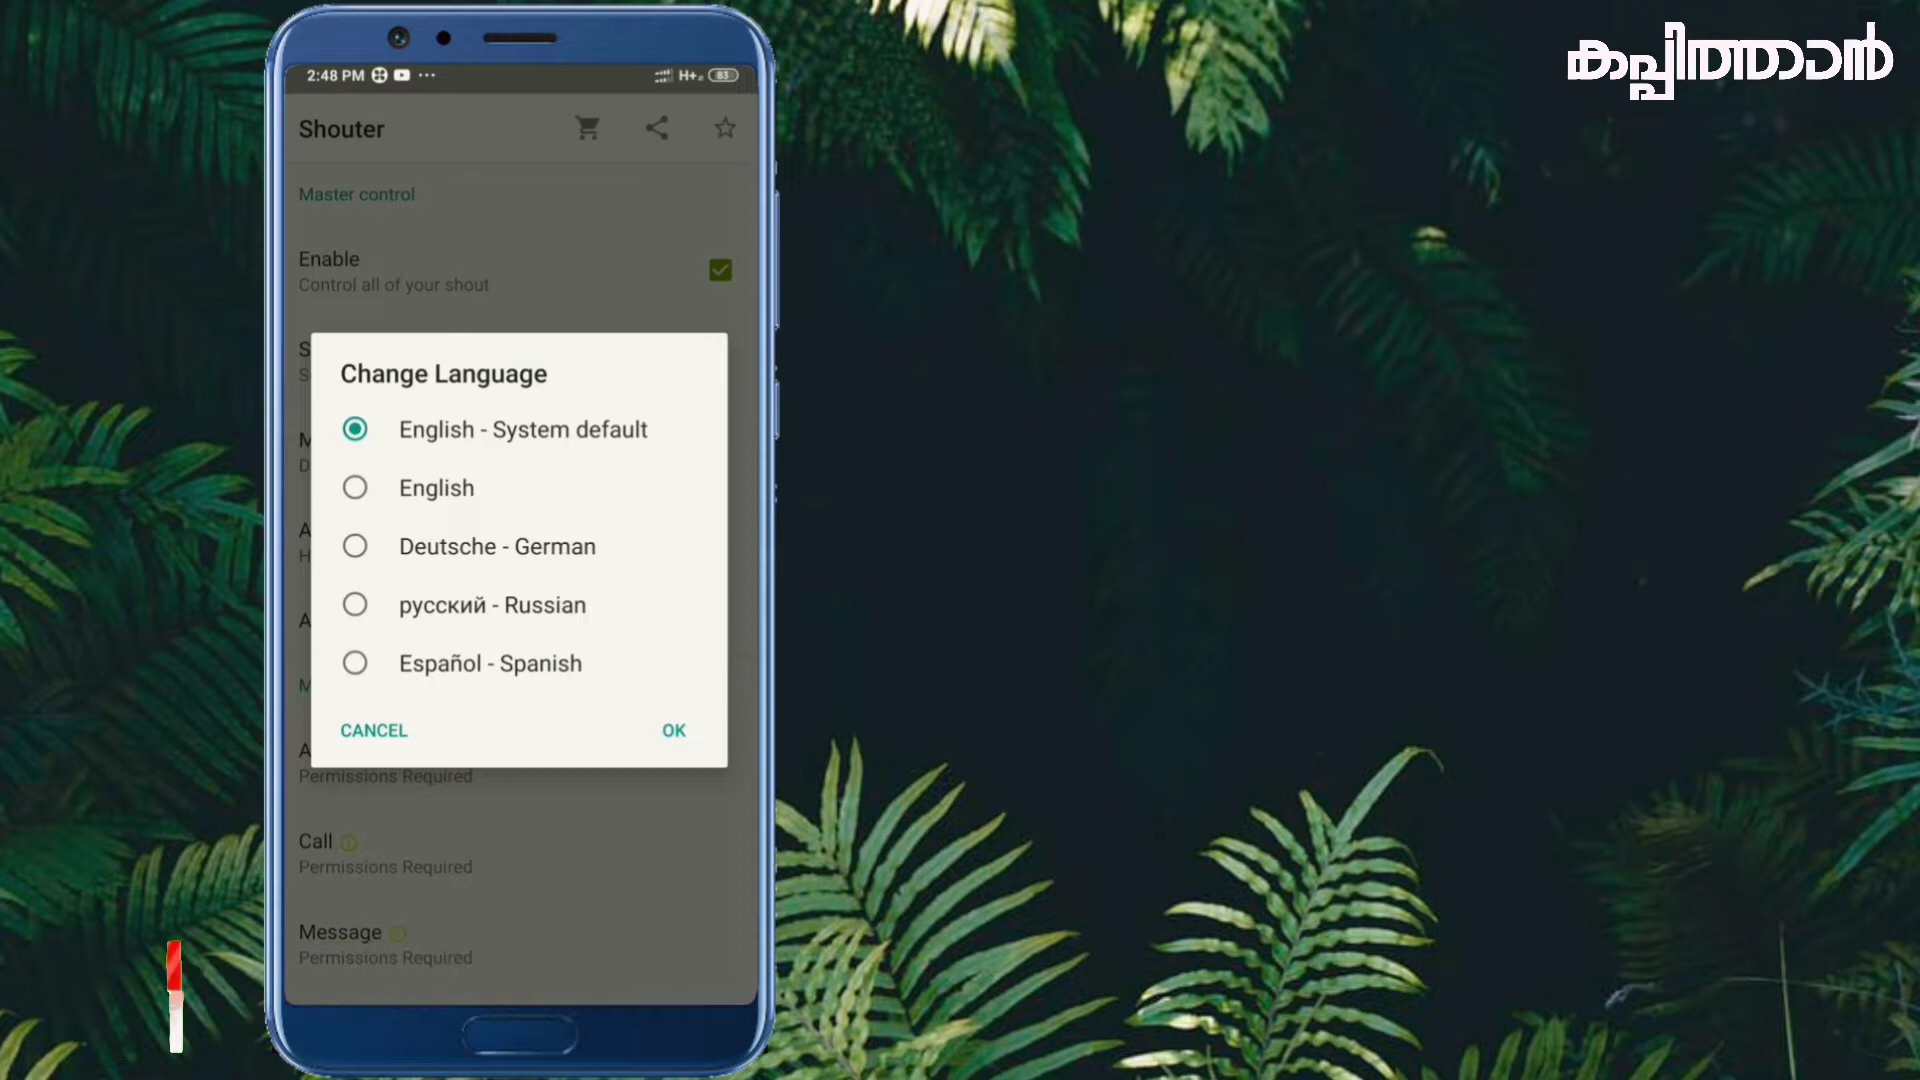 കപ്പിത്താൻ
2:48 PM
H+
83
Shouter
Master control
Enable
Control all of your shout
Change Language
English - System default
English
Deutsche - German
русский - Russian
Español - Spanish
CANCEL
OK
Permissions Required
Call
Permissions Required
Message
Permissions Required